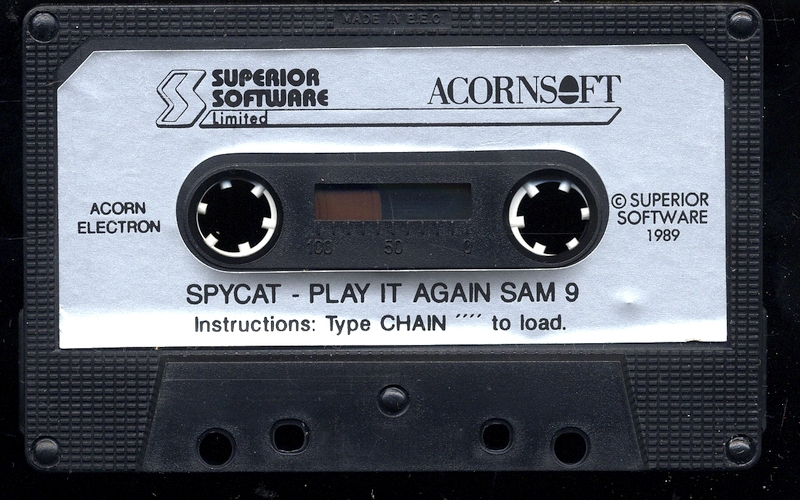 MADE IN E.E.C
SUPERIOR
SOFTWARE
Limited
ACORNSOFT
ACORN
ELECTRON
100 50 0
© SUPERIOR
SOFTWARE
1989
SPYCAT - PLAY IT AGAIN SAM 9
Instructions: Type CHAIN "" to load.